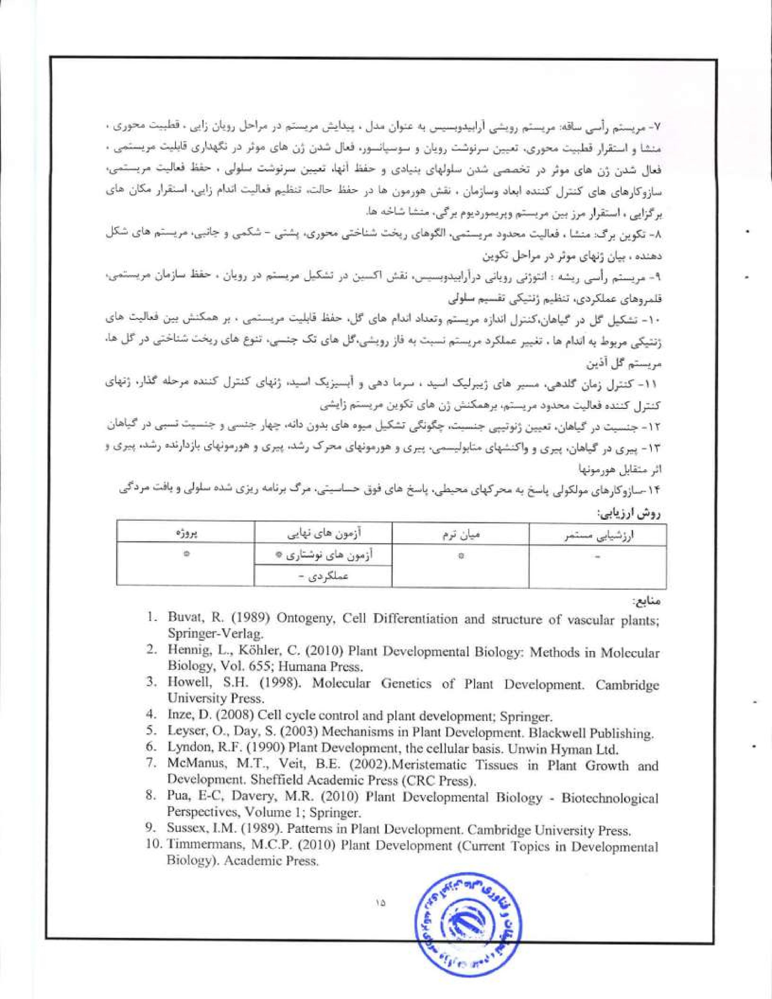 ۷- مریستم رأسی ساقه: مریستم رویشی آرابیدوپسیس به عنوان مدل ، پیدایش مریستم در مراحل رویان زایی ، قطبیت محوری ،
منشا و استقرار قطبیت محوری، تعیین سرنوشت رویان و سوسپانسور، فعال شدن ژن های موثر در نگهداری قابلیت مریستمی ،
فعال شدن ژن های موثر در تخصصی شدن سلولهای بنیادی و حفظ آنها، تعیین سرنوشت سلولی ، حفظ فعالیت مریستمی،
سازوکارهای های کنترل کننده ابعاد وسازمان ، نقش هورمون ها در حفظ حالت، تنظیم فعالیت اندام زایی، استقرار مکان های
برگزایی ، استقرار مرز بین مریستم وپریموردیوم برگی، منشا شاخه ها.
۸- تکوین برگ: منشا ، فعالیت محدود مریستمی، الگوهای ریخت شناختی محوری، پشتی - شکمی و جانبی، مریستم های شکل
دهنده ، بیان ژنهای موثر در مراحل تکوین
۹- مریستم رأسی ریشه : انتوژنی رویانی درآرابیدوپسیس، نقش اکسین در تشکیل مریستم در رویان ، حفظ سازمان مریستمی،
قلمروهای عملکردی، تنظیم ژنتیکی تقسیم سلولی
۱۰- تشکیل گل در گیاهان،کنترل اندازه مریستم وتعداد اندام های گل، حفظ قابلیت مریستمی ، بر همکنش بین فعالیت های
ژنتیکی مربوط به اندام ها ، تغییر عملکرد مریستم نسبت به فاز رویشی،گل های تک جنسی، تنوع های ریخت شناختی در گل ها،
مریستم گل آذین
۱۱- کنترل زمان گلدهی، مسیر های ژیبرلیک اسید ، سرما دهی و آبسیزیک اسید، ژنهای کنترل کننده مرحله گذار، ژنهای
کنترل کننده فعالیت محدود مریستم، برهمکنش ژن های تکوین مریستم زایشی
۱۲- جنسیت در گیاهان، تعیین ژنوتیپی جنسیت، چگونگی تشکیل میوه های بدون دانه، چهار جنسی و جنسیت نسبی در گیاهان
۱۳- پیری در گیاهان، پیری و واکنشهای متابولیسمی، پیری و هورمونهای محرک رشد، پیری و هورمونهای بازدارنده رشد، پیری و
اثر متقابل هورمونها
۱۴-سازوکارهای مولکولی پاسخ به محرکهای محیطی، پاسخ های فوق حساسیتی، مرگ برنامه ریزی شده سلولی و بافت مردگی
روش ارزیابی:
ارزشیابی مستمر میان ترم آزمون های نهایی پروژه
- * آزمون های نوشتاری * *
عملکردی -
منابع:
1. Buvat, R. (1989) Ontogeny, Cell Differentiation and structure of vascular plants;
Springer-Verlag.
2. Hennig, L., Köhler, C. (2010) Plant Developmental Biology: Methods in Molecular
Biology, Vol. 655; Humana Press.
3. Howell, S.H. (1998). Molecular Genetics of Plant Development. Cambridge
University Press.
4. Inze, D. (2008) Cell cycle control and plant development; Springer.
5. Leyser, O., Day, S. (2003) Mechanisms in Plant Development. Blackwell Publishing.
6. Lyndon, R.F. (1990) Plant Development, the cellular basis. Unwin Hyman Ltd.
7. McManus, M.T., Veit, B.E. (2002).Meristematic Tissues in Plant Growth and
Development. Sheffield Academic Press (CRC Press).
8. Pua, E-C, Davery, M.R. (2010) Plant Developmental Biology - Biotechnological
Perspectives, Volume 1; Springer.
9. Sussex, I.M. (1989). Patterns in Plant Development. Cambridge University Press.
10. Timmermans, M.C.P. (2010) Plant Development (Current Topics in Developmental
Biology). Academic Press.
۱۵